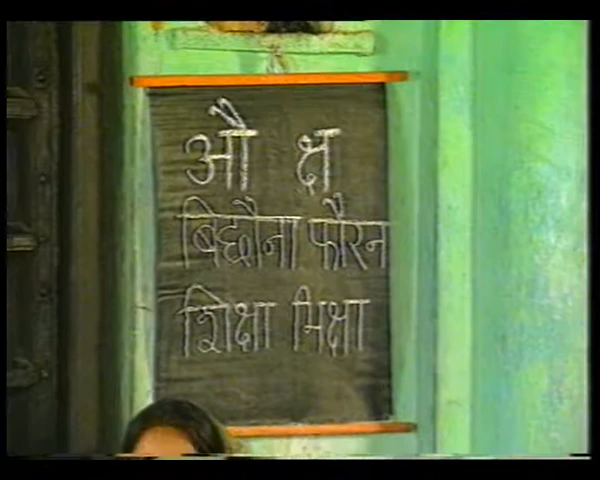 औ क्ष
बिछौना फौरन
शिक्षा भिक्षा